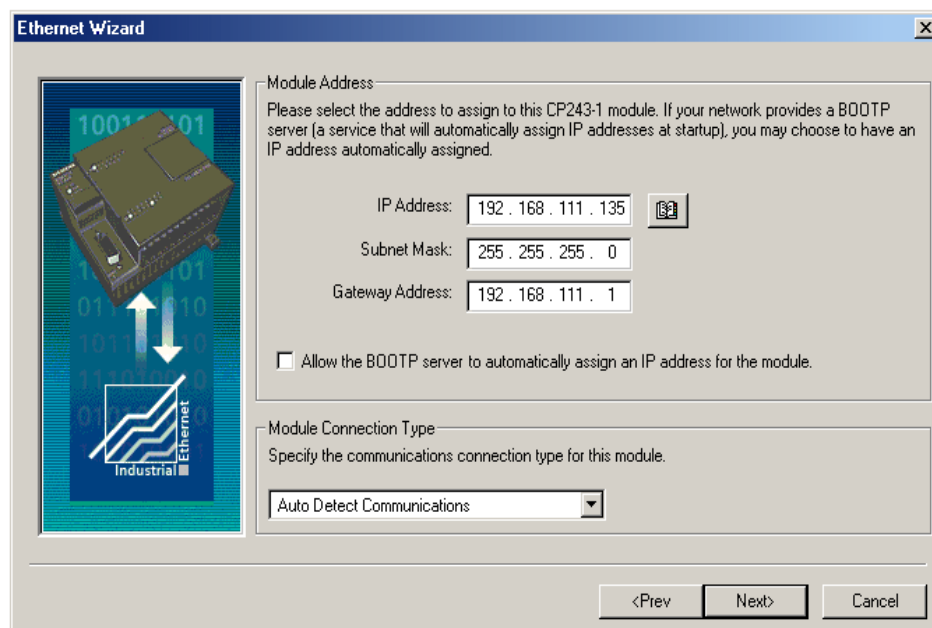 Ethernet Wizard
Module Address
Please select the address to assign to this CP243-1 module. If your network provides a BOOTP
server (a service that will automatically assign IP addresses at startup), you may choose to have an
IP address automatically assigned.
IP Address: 192 . 168 . 111 . 135
Subnet Mask: 255 . 255 . 255 . 0
Gateway Address: 192 . 168 . 111 . 1
Allow the BOOTP server to automatically assign an IP address for the module.
Industrial
Ethernet
Module Connection Type
Specify the communications connection type for this module.
Auto Detect Communications
<Prev
Next>
Cancel